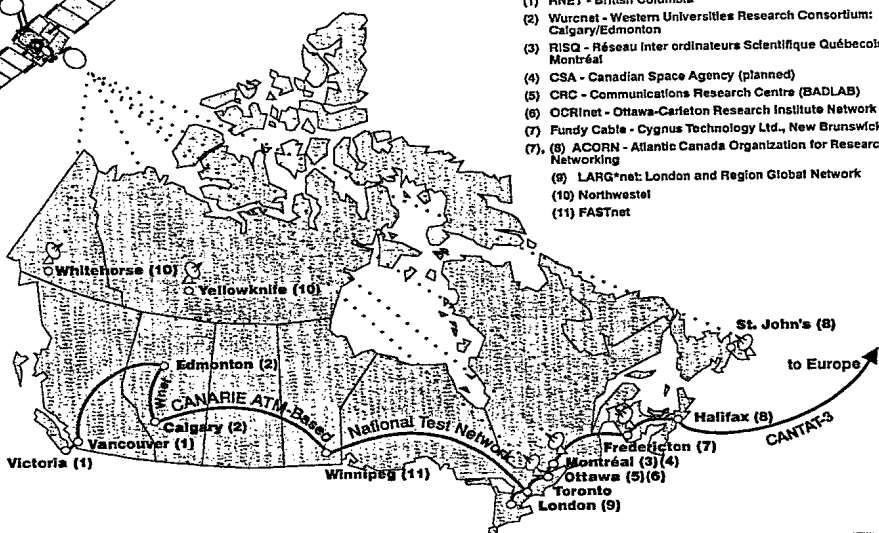 (1) RNET - British Columbia
(2) Wurcnet - Western Universities Research Consortium:
Calgary/Edmonton
(3) RISQ - Réseau inter ordinateurs Scientifique Québecois
Montréal
(4) CSA - Canadian Space Agency (planned)
(5) CRC - Communications Research Centre (BADLAB)
(6) OCRInet - Ottawa-Carleton Research Institute Network
(7) Fundy Cable - Cygnus Technology Ltd., New Brunswick
(7), (8) ACORN - Atlantic Canada Organization for Research
Networking
(9) LARG*net: London and Region Global Network
(10) Northwestel
(11) FASTnet
Whitehorse (10)
Yellowknife (10)
St. John's (8)
to Europe
Edmonton (2)
Wnet
CANARIE ATM-Based
National Test Network
Calgary (2)
Halifax (8)
CANTAT-3
Vancouver (1)
Fredericton (7)
Victoria (1)
Montréal (3)(4)
Winnipeg (11)
Ottawa (5)(6)
Toronto
London (9)